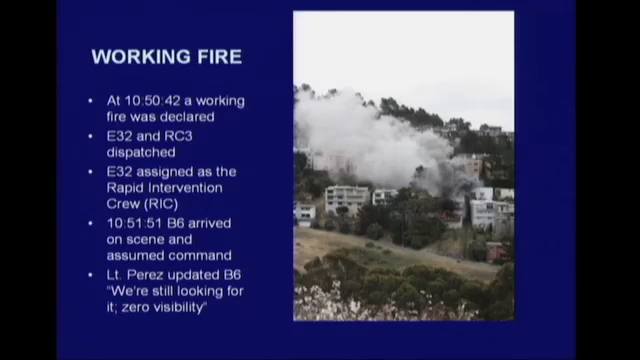 WORKING FIRE
• At 10:50:42 a working
fire was declared
• E32 and RC3
dispatched
• E32 assigned as the
Rapid Intervention
Crew (RIC)
• 10:51:51 B6 arrived
on scene and
assumed command
• Lt. Perez updated B6
"We're still looking for
it; zero visibility"